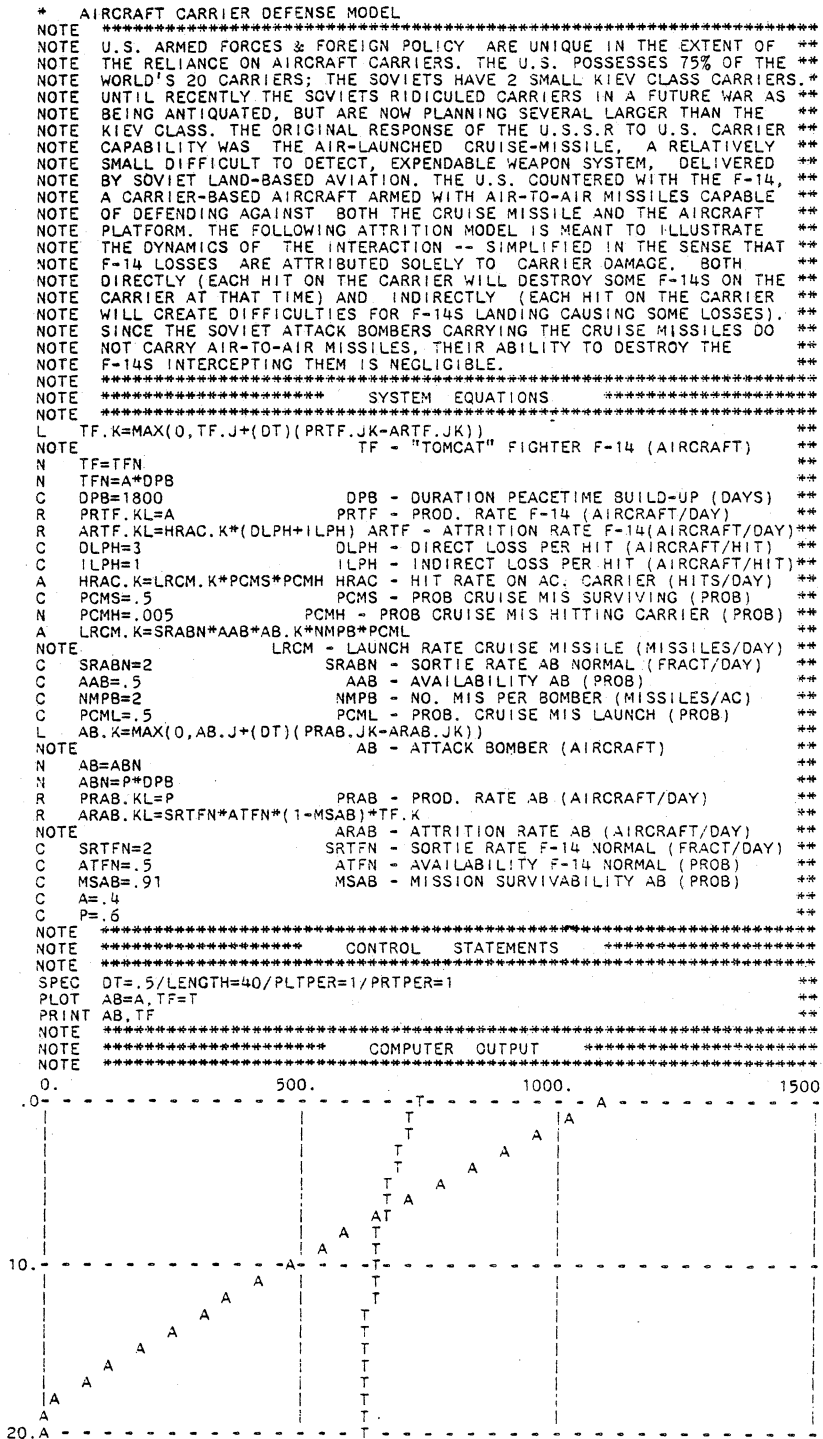 * AIRCRAFT CARRIER DEFENSE MODEL
NOTE **********************************************************************
NOTE U.S. ARMED FORCES & FOREIGN POLICY ARE UNIQUE IN THE EXTENT OF **
NOTE THE RELIANCE ON AIRCRAFT CARRIERS. THE U.S. POSSESSES 75% OF THE **
NOTE WORLD'S 20 CARRIERS; THE SOVIETS HAVE 2 SMALL KIEV CLASS CARRIERS.*
NOTE UNTIL RECENTLY THE SOVIETS RIDICULED CARRIERS IN A FUTURE WAR AS **
NOTE BEING ANTIQUATED, BUT ARE NOW PLANNING SEVERAL LARGER THAN THE **
NOTE KIEV CLASS. THE ORIGINAL RESPONSE OF THE U.S.S.R TO U.S. CARRIER **
NOTE CAPABILITY WAS THE AIR-LAUNCHED CRUISE-MISSILE, A RELATIVELY **
NOTE SMALL DIFFICULT TO DETECT, EXPENDABLE WEAPON SYSTEM, DELIVERED **
NOTE BY SOVIET LAND-BASED AVIATION. THE U.S. COUNTERED WITH THE F-14, **
NOTE A CARRIER-BASED AIRCRAFT ARMED WITH AIR-TO-AIR MISSILES CAPABLE **
NOTE OF DEFENDING AGAINST BOTH THE CRUISE MISSILE AND THE AIRCRAFT **
NOTE PLATFORM. THE FOLLOWING ATTRITION MODEL IS MEANT TO ILLUSTRATE **
NOTE THE DYNAMICS OF THE INTERACTION -- SIMPLIFIED IN THE SENSE THAT **
NOTE F-14 LOSSES ARE ATTRIBUTED SOLELY TO CARRIER DAMAGE, BOTH **
NOTE DIRECTLY (EACH HIT ON THE CARRIER WILL DESTROY SOME F-14S ON THE **
NOTE CARRIER AT THAT TIME) AND INDIRECTLY (EACH HIT ON THE CARRIER **
NOTE WILL CREATE DIFFICULTIES FOR F-14S LANDING CAUSING SOME LOSSES). **
NOTE SINCE THE SOVIET ATTACK BOMBERS CARRYING THE CRUISE MISSILES DO **
NOTE NOT CARRY AIR-TO-AIR MISSILES, THEIR ABILITY TO DESTROY THE **
NOTE F-14S INTERCEPTING THEM IS NEGLIGIBLE. **
NOTE **********************************************************************
NOTE ********************** SYSTEM EQUATIONS *********************
NOTE **********************************************************************
L TF.K=MAX(0,TF.J+(DT)(PRTF.JK-ARTF.JK)) **
NOTE TF - "TOMCAT" FIGHTER F-14 (AIRCRAFT) **
N TF=TFN **
N TFN=A*DPB **
C DPB=1800 DPB - DURATION PEACETIME BUILD-UP (DAYS) **
R PRTF.KL=A PRTF - PROD. RATE F-14 (AIRCRAFT/DAY) **
R ARTF.KL=HRAC.K*(DLPH+ILPH) ARTF - ATTRITION RATE F-14(AIRCRAFT/DAY)**
C DLPH=3 DLPH - DIRECT LOSS PER HIT (AIRCRAFT/HIT) **
C ILPH=1 ILPH - INDIRECT LOSS PER HIT (AIRCRAFT/HIT)**
A HRAC.K=LRCM.K*PCMS*PCMH HRAC - HIT RATE ON AC. CARRIER (HITS/DAY) **
C PCMS=.5 PCMS - PROB CRUISE MIS SURVIVING (PROB) **
N PCMH=.005 PCMH - PROB CRUISE MIS HITTING CARRIER (PROB) **
A LRCM.K=SRABN*AAB*AB.K*NMPB*PCML **
NOTE LRCM - LAUNCH RATE CRUISE MISSILE (MISSILES/DAY) **
C SRABN=2 SRABN - SORTIE RATE AB NORMAL (FRACT/DAY) **
C AAB=.5 AAB - AVAILABILITY AB (PROB) **
C NMPB=2 NMPB - NO. MIS PER BOMBER (MISSILES/AC) **
C PCML=.5 PCML - PROB. CRUISE MIS LAUNCH (PROB) **
L AB.K=MAX(0,AB.J+(DT)(PRAB.JK-ARAB.JK)) **
NOTE AB - ATTACK BOMBER (AIRCRAFT) **
N AB=ABN **
N ABN=P*DPB **
R PRAB.KL=P PRAB - PROD. RATE AB (AIRCRAFT/DAY) **
R ARAB.KL=SRTFN*ATFN*(1-MSAB)*TF.K **
NOTE ARAB - ATTRITION RATE AB (AIRCRAFT/DAY) **
C SRTFN=2 SRTFN - SORTIE RATE F-14 NORMAL (FRACT/DAY) **
C ATFN=.5 ATFN - AVAILABILITY F-14 NORMAL (PROB) **
C MSAB=.91 MSAB - MISSION SURVIVABILITY AB (PROB) **
C A=.4 **
C P=.6 **
NOTE **********************************************************************
NOTE ******************** CONTROL STATEMENTS *********************
NOTE **********************************************************************
SPEC DT=.5/LENGTH=40/PLTPER=1/PRTPER=1 **
PLOT AB=A,TF=T **
PRINT AB,TF **
NOTE **********************************************************************
NOTE ********************** COMPUTER OUTPUT ***********************
NOTE **********************************************************************
0. 500. 1000. 1500
.0- - - - - - - - - - - - - - -T- - - - - - - A - - - - - - - -
T A
T A
T A
T A
T A
T A
AT
A T
A T
10.- - - - - - - - - -A- - - T- - - - - - - - - - - - - - - - -
A T
A T
A T
A T
A T
A T
A T
A T
A T
20.A - - - - - - - - - - - - T - - - - - - - - - - - - - - - - -